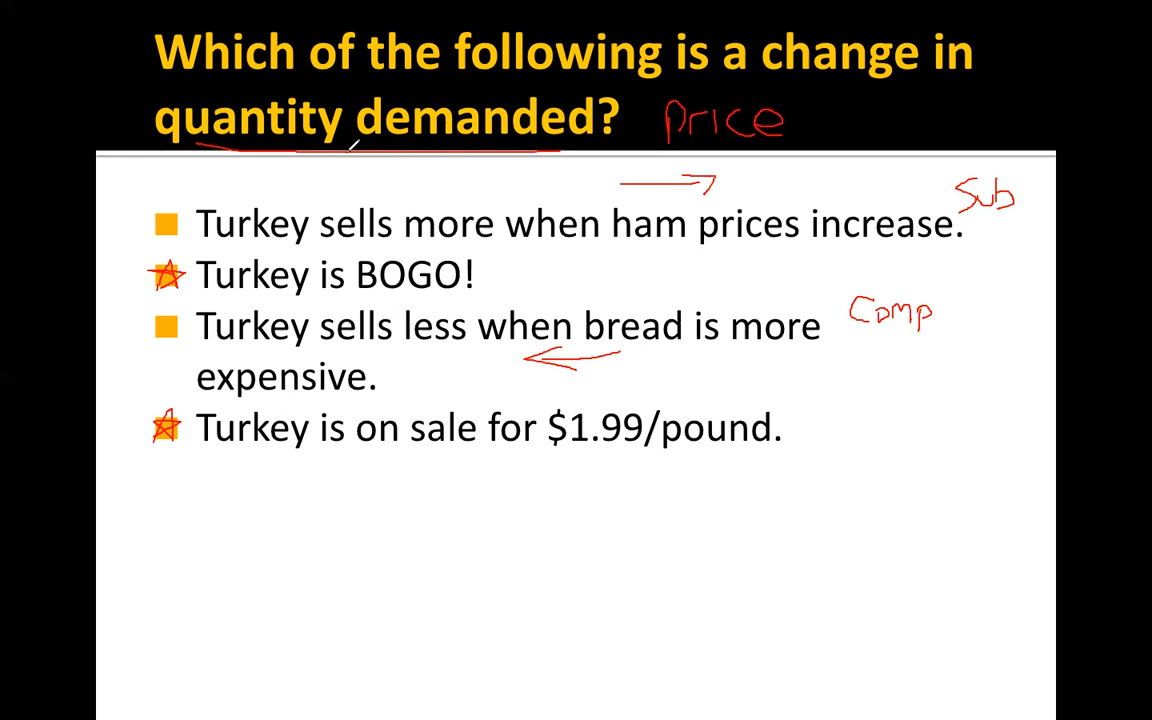 Which of the following is a change in
quantity demanded? Price
Sub
Turkey sells more when ham prices increase.
Turkey is BOGO!
Turkey sells less when bread is more
Comp
expensive.
Turkey is on sale for $1.99/pound.